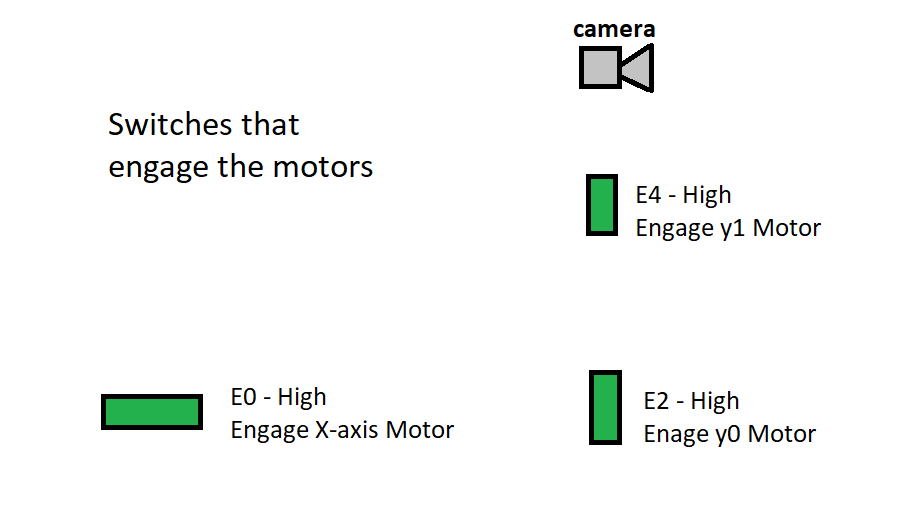 camera
Switches that
engage the motors
E4 - High
Engage y1 Motor
E0 - High
Engage X-axis Motor
E2 - High
Enage y0 Motor